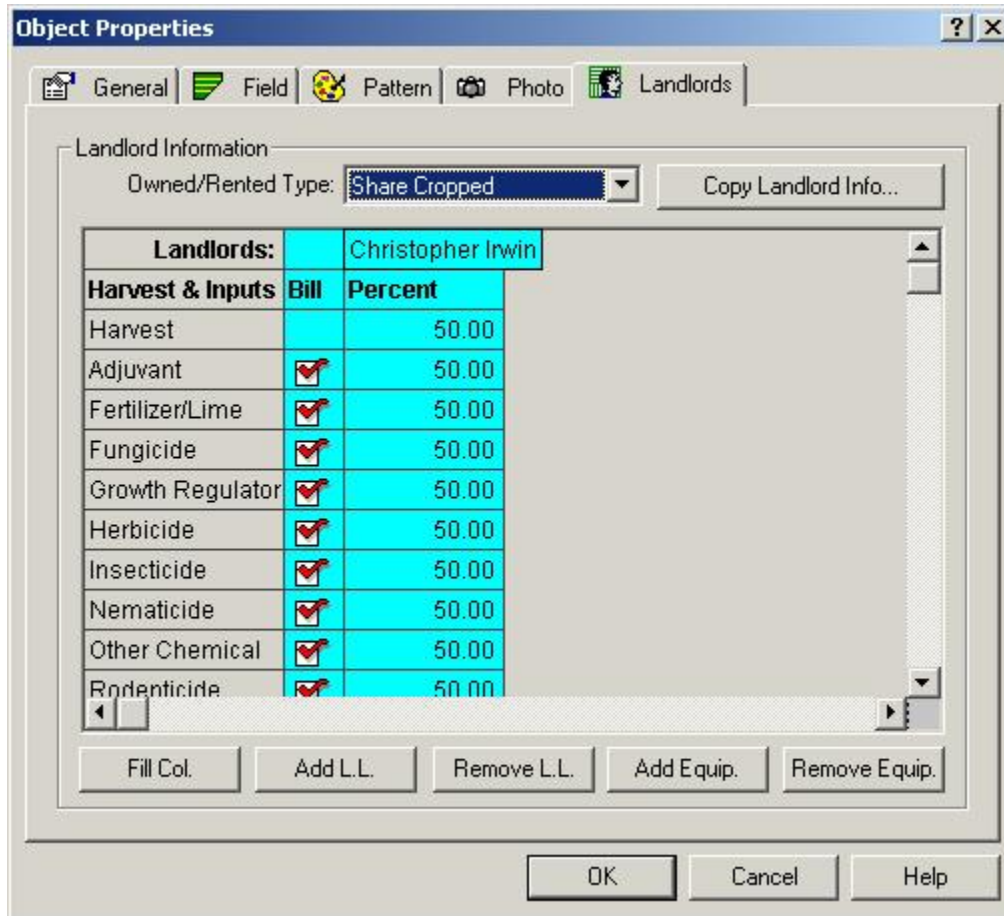 Object Properties
General Field Pattern Photo Landlords
Landlord Information
Owned/Rented Type: Share Cropped Copy Landlord Info...
Landlords: Christopher Irwin
Harvest & Inputs Bill Percent
Harvest 50.00
Adjuvant 50.00
Fertilizer/Lime 50.00
Fungicide 50.00
Growth Regulator 50.00
Herbicide 50.00
Insecticide 50.00
Nematicide 50.00
Other Chemical 50.00
Rodenticide 50.00
Fill Col. Add L.L. Remove L.L. Add Equip. Remove Equip.
OK Cancel Help